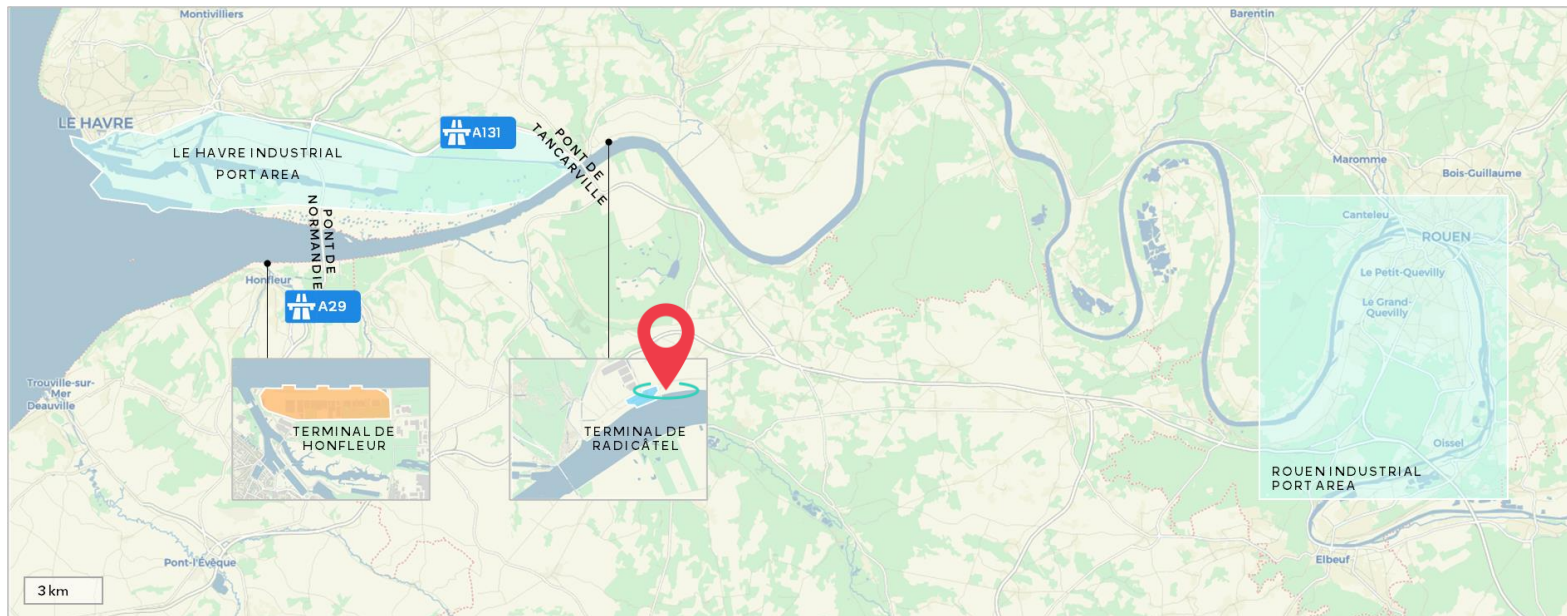 Montivilliers
Barentin
LE HAVRE
A131
LE HAVRE INDUSTRIAL
PORT AREA
PONT DE
TANCARVILLE
Maromme
Bois-Guillaume
PONT DE
NORMANDIE
Canteleu
ROUEN
Honfleur
A29
Le Petit-Quevilly
Le Grand-
Quevilly
Trouville-sur-
Mer
Deauville
TERMINAL DE
HONFLEUR
TERMINAL DE
RADICÂTEL
Oissel
ROUEN INDUSTRIAL
PORT AREA
Pont-l'Évêque
Elbeuf
3 km